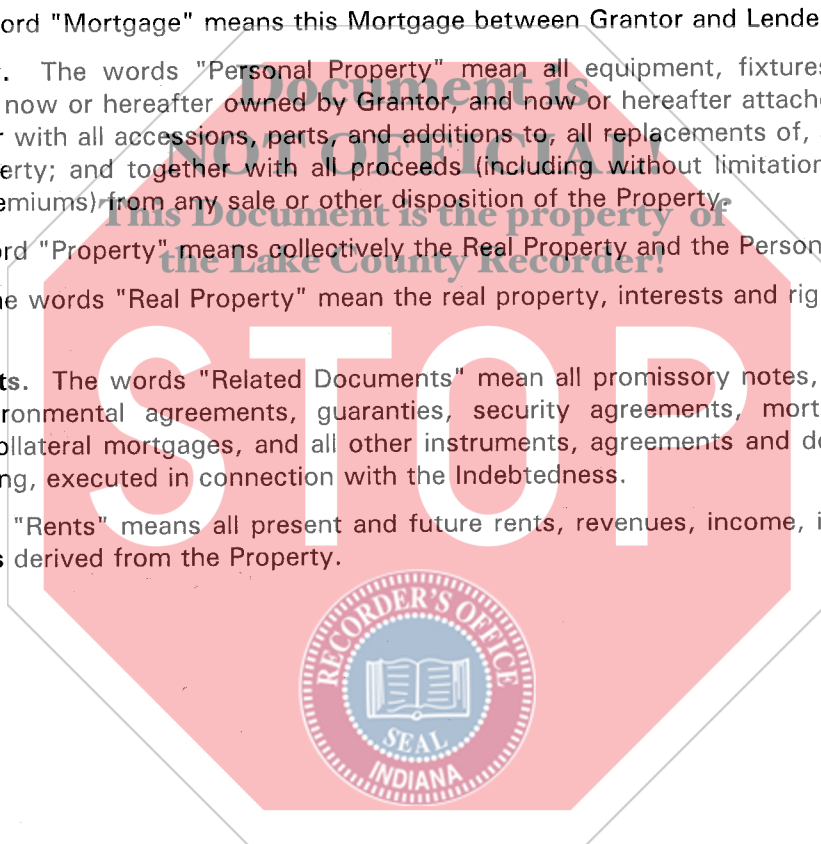 ord "Mortgage" means this Mortgage between Grantor and Lende
. The words "Personal Property" mean all equipment, fixtures
Document is
now or hereafter owned by Grantor, and now or hereafter attach
with all accessions, parts, and additions to, all replacements of,
NOT OFFICIAL!
erty; and together with all proceeds (including without limitation
emiums) from any sale or other disposition of the Property.
This Document is the property of
rd "Property" means collectively the Real Property and the Person
the Lake County Recorder!
e words "Real Property" mean the real property, interests and rig
STOP
ts. The words "Related Documents" mean all promissory notes,
ronmental agreements, guaranties, security agreements, mort
ollateral mortgages, and all other instruments, agreements and d
ng, executed in connection with the Indebtedness.
"Rents" means all present and future rents, revenues, income, i
s derived from the Property.
RECORDER'S OFFICE
SEAL
INDIANA